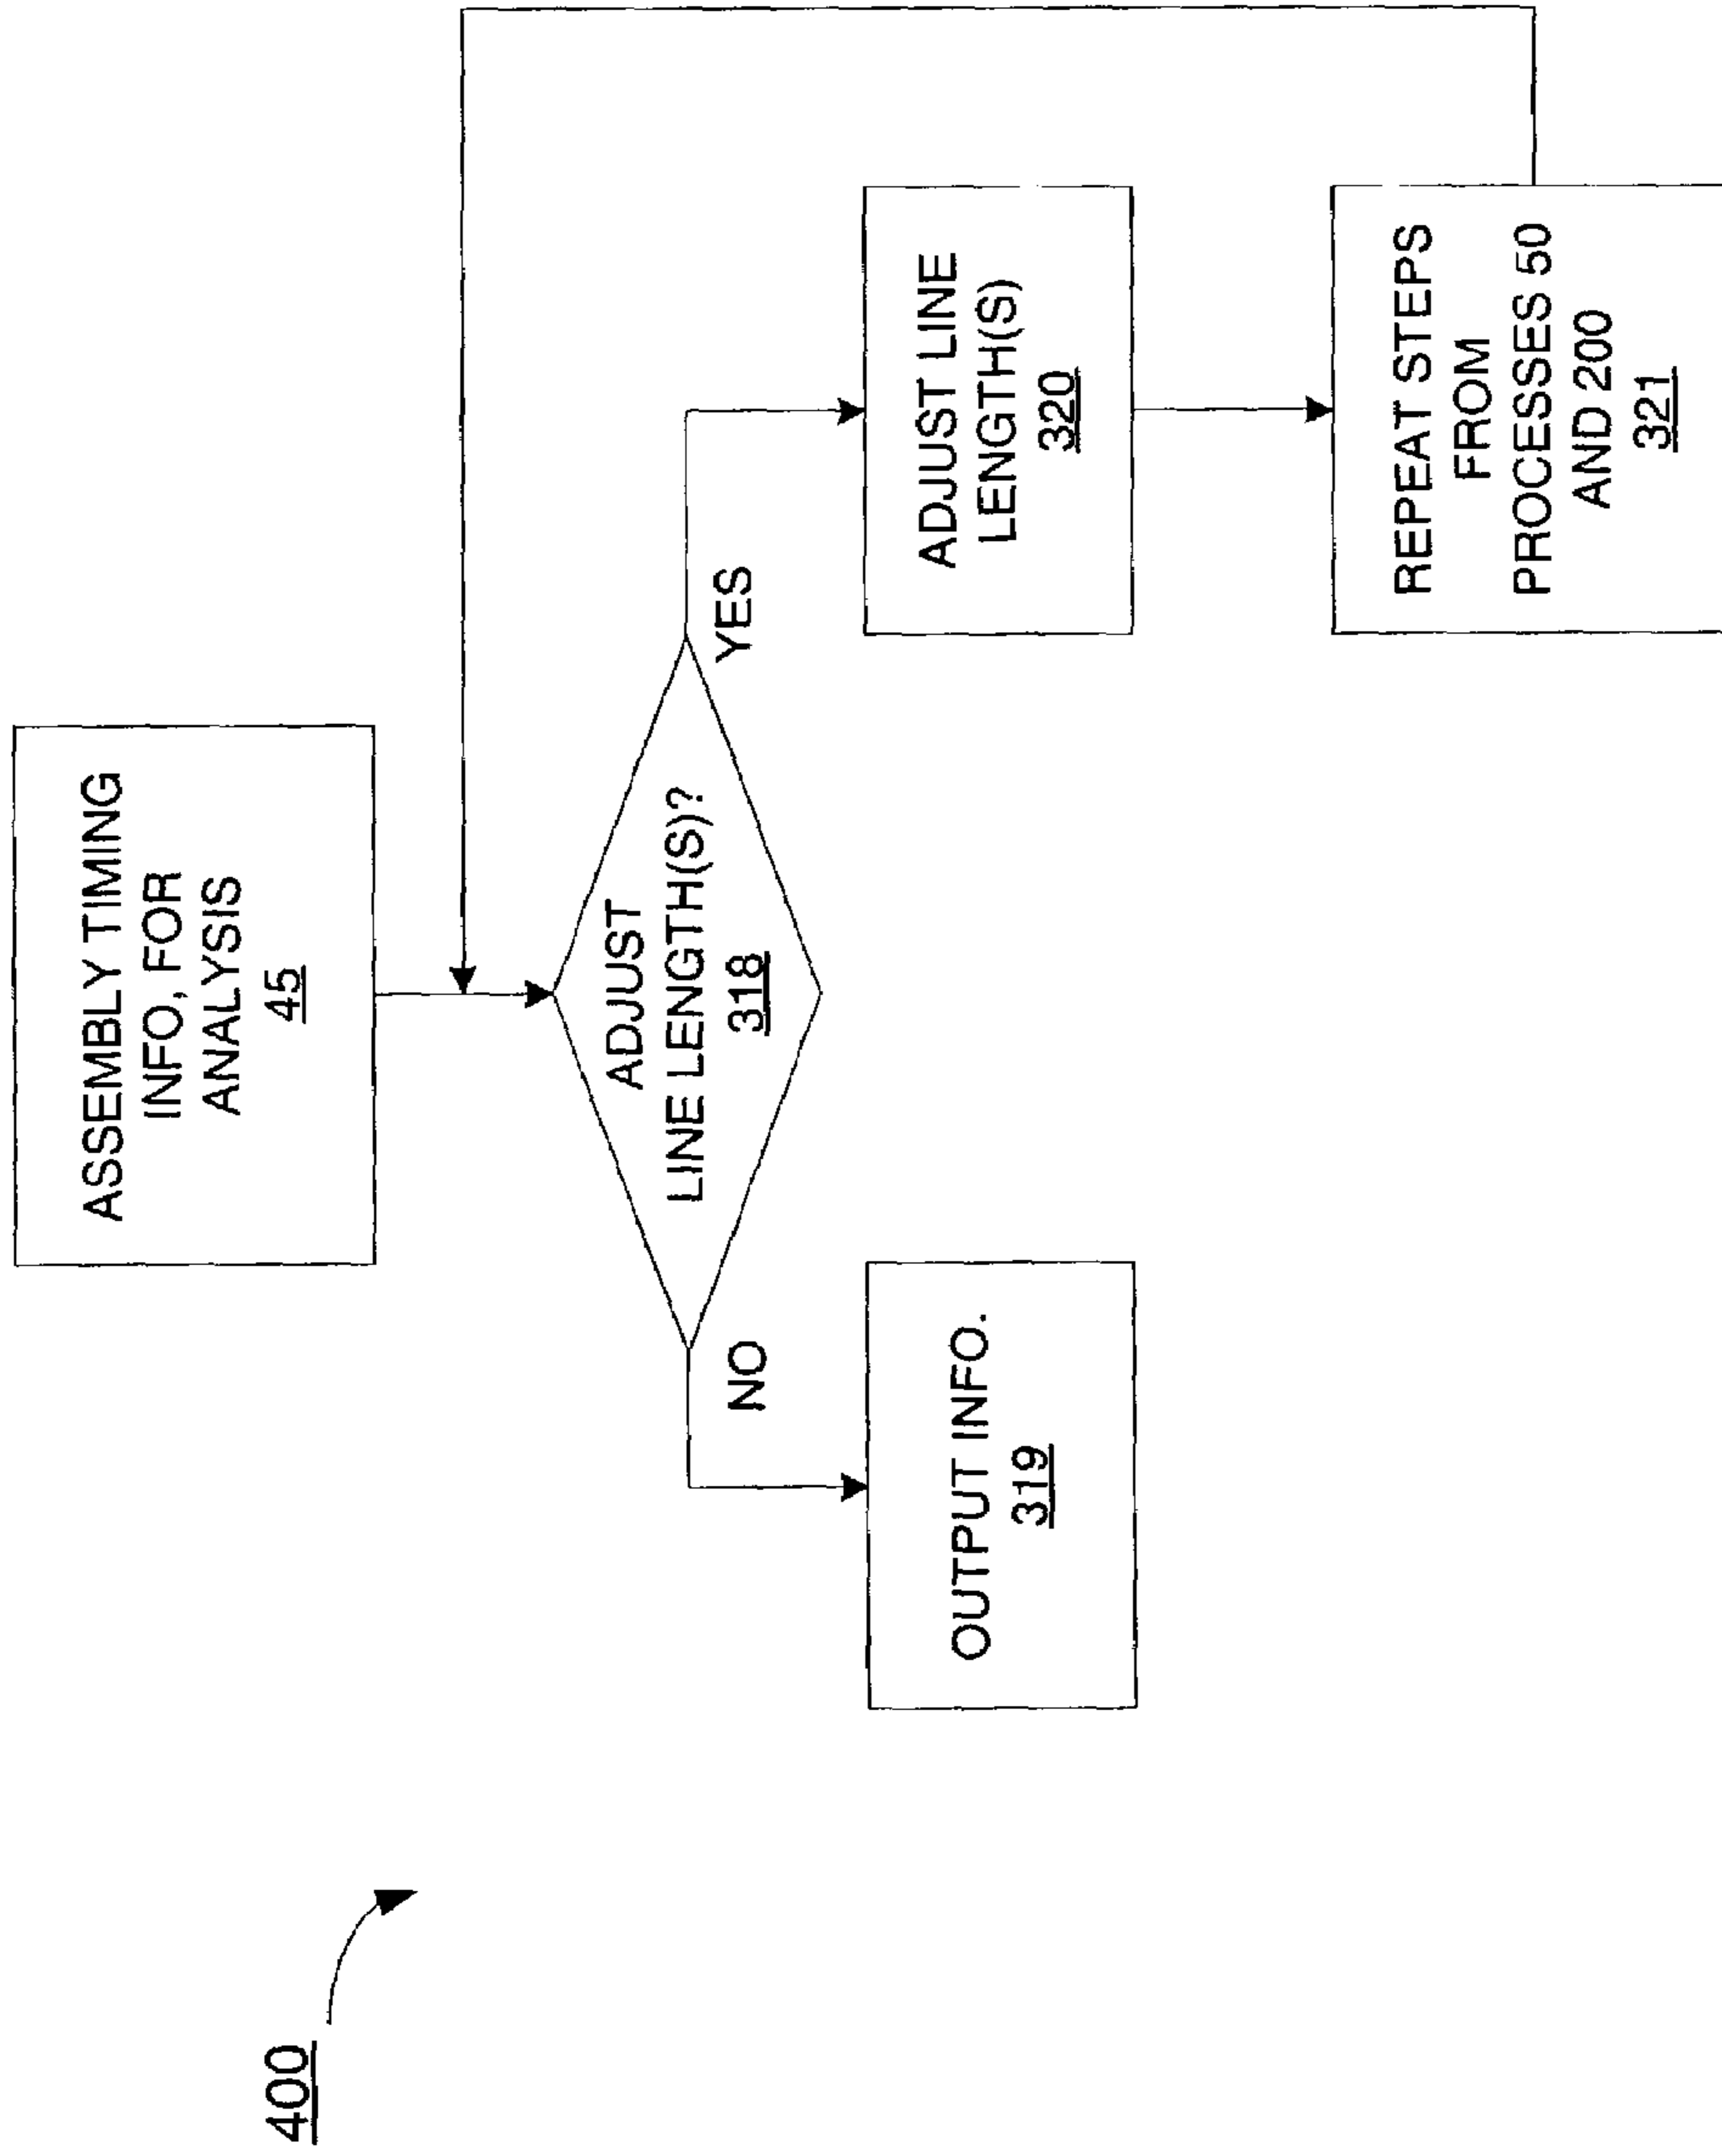 400
ASSEMBLY TIMING
INFO, FOR
ANALYSIS
45
ADJUST
LINE LENGTH(S)?
318
NO
YES
OUTPUT INFO.
319
ADJUST LINE
LENGTH(S)
320
REPEAT STEPS
FROM
PROCESSES 50
AND 200
321